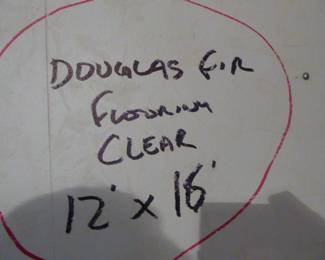 DOUGLAS FIR
FLOORING
CLEAR
12' x 16'